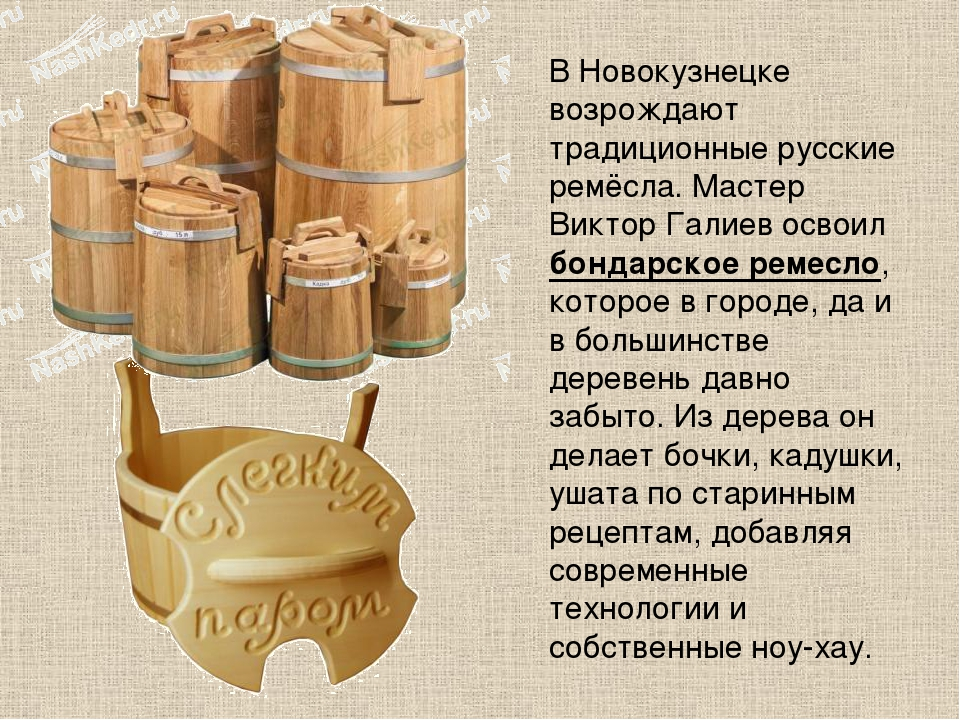 NashKedr.ru
дуб 15 л
С легким
паром
В Новокузнецке
возрождают
традиционные русские
ремёсла. Мастер
Виктор Галиев освоил
бондарское ремесло,
которое в городе, да и
в большинстве
деревень давно
забыто. Из дерева он
делает бочки, кадушки,
ушата по старинным
рецептам, добавляя
современные
технологии и
собственные ноу-хау.